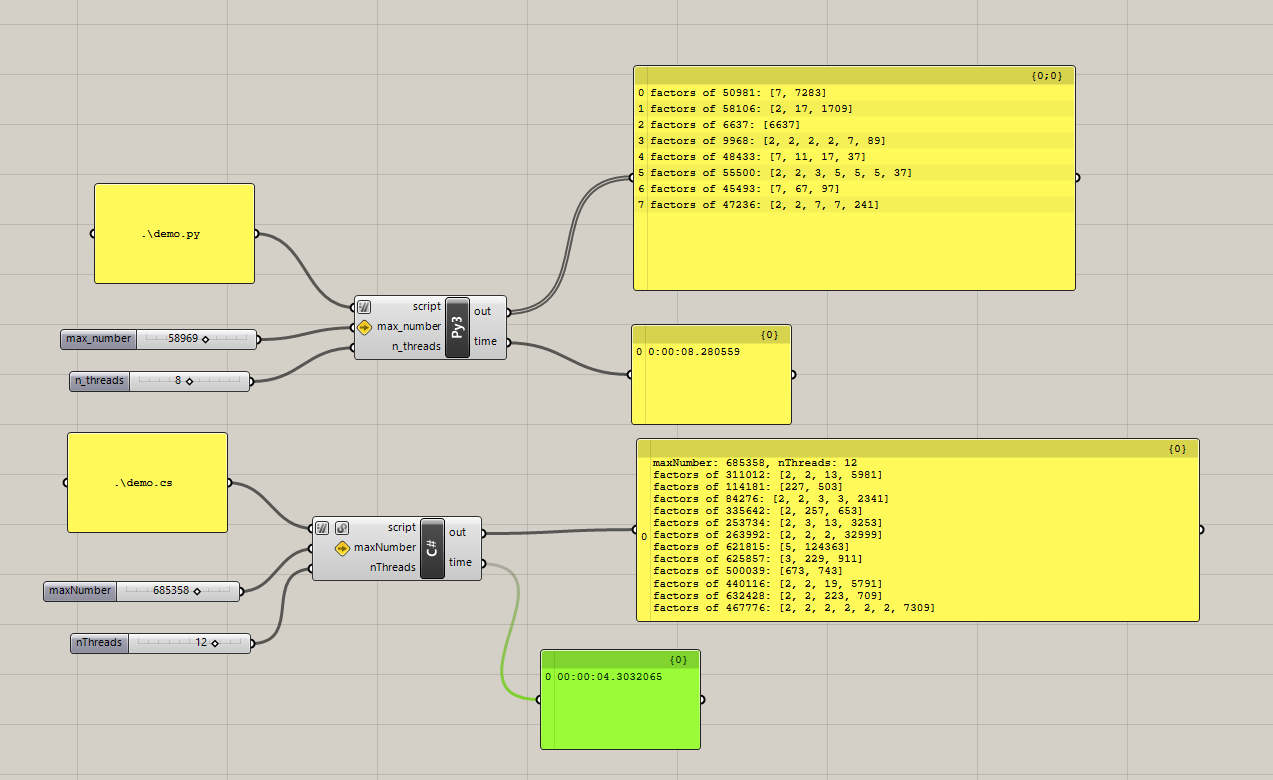 {0;0}
0 factors of 50981: [7, 7283]
1 factors of 58106: [2, 17, 1709]
2 factors of 6637: [6637]
3 factors of 9968: [2, 2, 2, 2, 7, 89]
4 factors of 48433: [7, 11, 17, 37]
5 factors of 55500: [2, 2, 3, 5, 5, 5, 37]
6 factors of 45493: [7, 67, 97]
7 factors of 47236: [2, 2, 7, 7, 241]
.\demo.py
script
max_number
n_threads
Py3
out
time
max_number 58969
n_threads 8
{0}
0 0:00:08.280559
.\demo.cs
script
maxNumber
nThreads
C#
out
time
maxNumber 685358
nThreads 12
{0}
0
maxNumber: 685358, nThreads: 12
factors of 311012: [2, 2, 13, 5981]
factors of 114181: [227, 503]
factors of 84276: [2, 2, 3, 3, 2341]
factors of 335642: [2, 257, 653]
factors of 253734: [2, 3, 13, 3253]
factors of 263992: [2, 2, 2, 32999]
factors of 621815: [5, 124363]
factors of 625857: [3, 229, 911]
factors of 500039: [673, 743]
factors of 440116: [2, 2, 19, 5791]
factors of 632428: [2, 2, 223, 709]
factors of 467776: [2, 2, 2, 2, 2, 2, 7309]
{0}
0 00:00:04.3032065